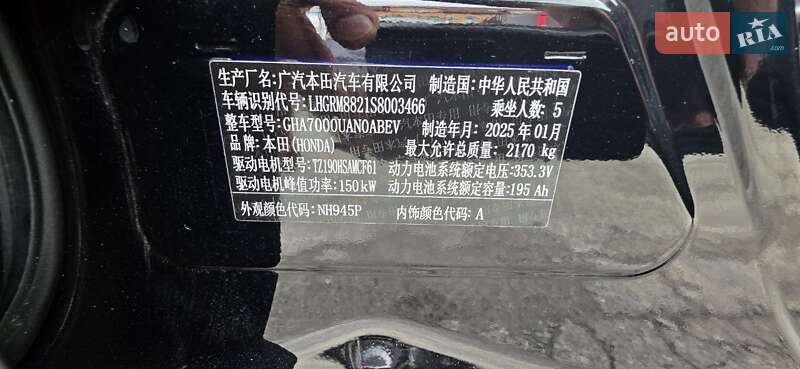 auto RIA
生产厂名:广汽本田汽车有限公司 制造国:中华人民共和国
车辆识别代号:LHGRM8821S8003466 乘坐人数:5
整车型号:GHA7000UAN0ABEV 制造年月:2025年01月
品牌:本田(HONDA) 最大允许总质量:2170 kg
驱动电机型号:TZ190HSAMCF61 动力电池系统额定电压:353.3V
驱动电机峰值功率:150kW 动力电池系统额定容量:195 Ah
外观颜色代码:NH945P 内饰颜色代码:A